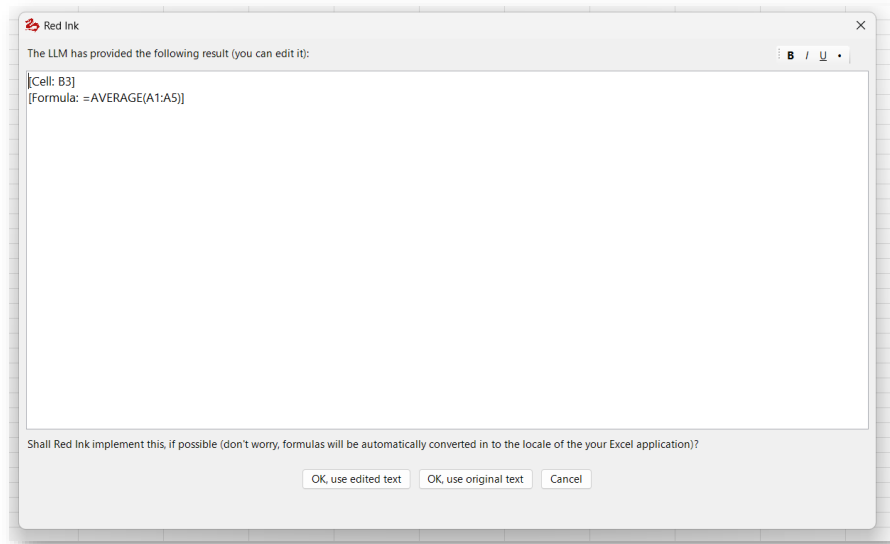 Red Ink
The LLM has provided the following result (you can edit it):
B I U •
[Cell: B3]
[Formula: =AVERAGE(A1:A5)]
Shall Red Ink implement this, if possible (don't worry, formulas will be automatically converted in to the locale of the your Excel application)?
OK, use edited text OK, use original text Cancel